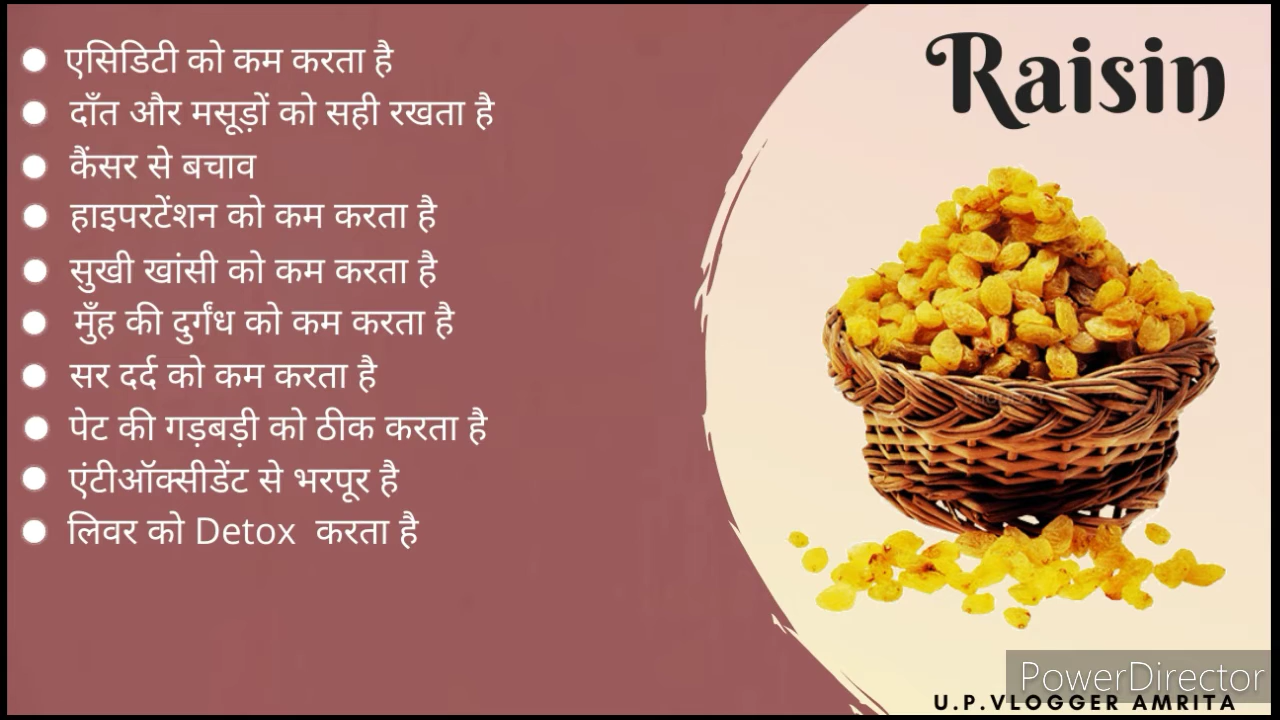 Raisin
एसिडिटी को कम करता है
दाँत और मसूड़ों को सही रखता है
कैंसर से बचाव
हाइपरटेंशन को कम करता है
सुखी खांसी को कम करता है
मुँह की दुर्गंध को कम करता है
सर दर्द को कम करता है
पेट की गड़बड़ी को ठीक करता है
एंटीऑक्सीडेंट से भरपूर है
लिवर को Detox करता है
PowerDirector
U.P.VLOGGER AMRITA